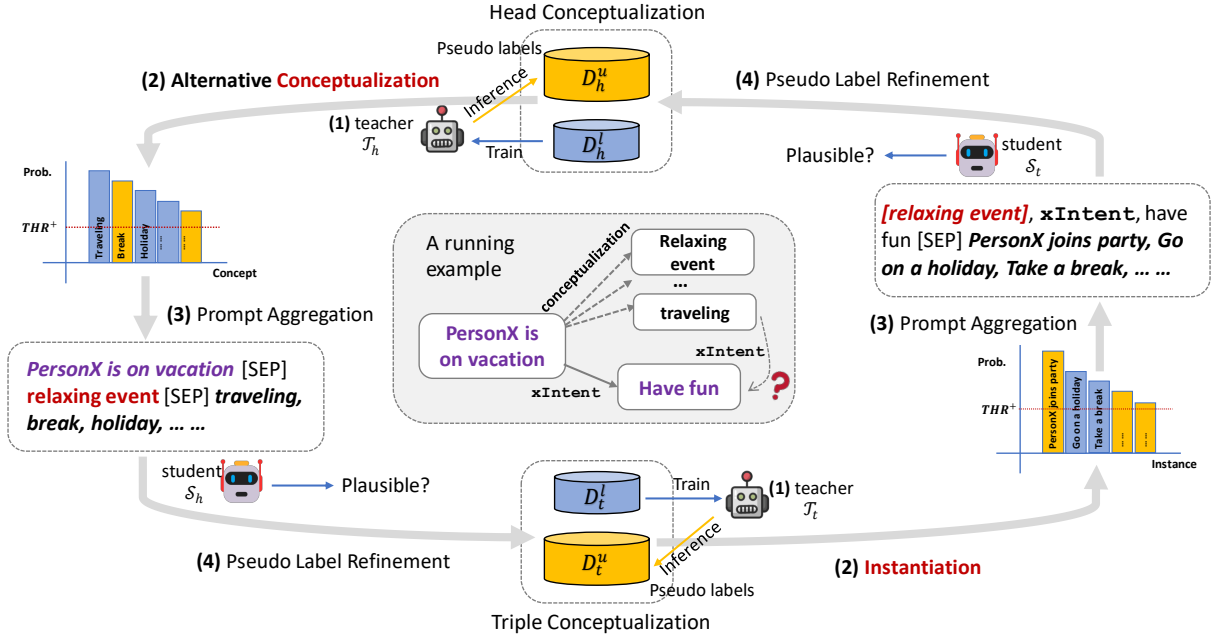 Head Conceptualization
Pseudo labels
D_h^u
(2) Alternative Conceptualization
(4) Pseudo Label Refinement
Inference
(1) teacher
𝒯_h
Train
D_h^l
Plausible?
student
𝒮_t
Prob.
THR⁺
Traveling
Break
Holiday
... ...
... ...
Concept
[relaxing event], xIntent, have
fun [SEP] PersonX joins party, Go
on a holiday, Take a break, … …
A running
example
conceptualization
Relaxing
event
...
traveling
PersonX is
on vacation
xIntent
xIntent
Have fun
?
(3) Prompt Aggregation
(3) Prompt Aggregation
PersonX is on vacation [SEP]
relaxing event [SEP] traveling,
break, holiday, … …
Prob.
THR⁺
PersonX joins party
Go on a holiday
Take a break
... ...
... ...
Instance
student
𝒮_h
Plausible?
D_t^l
Train
(1) teacher
𝒯_t
(4) Pseudo Label Refinement
D_t^u
Inference
Pseudo labels
(2) Instantiation
Triple Conceptualization